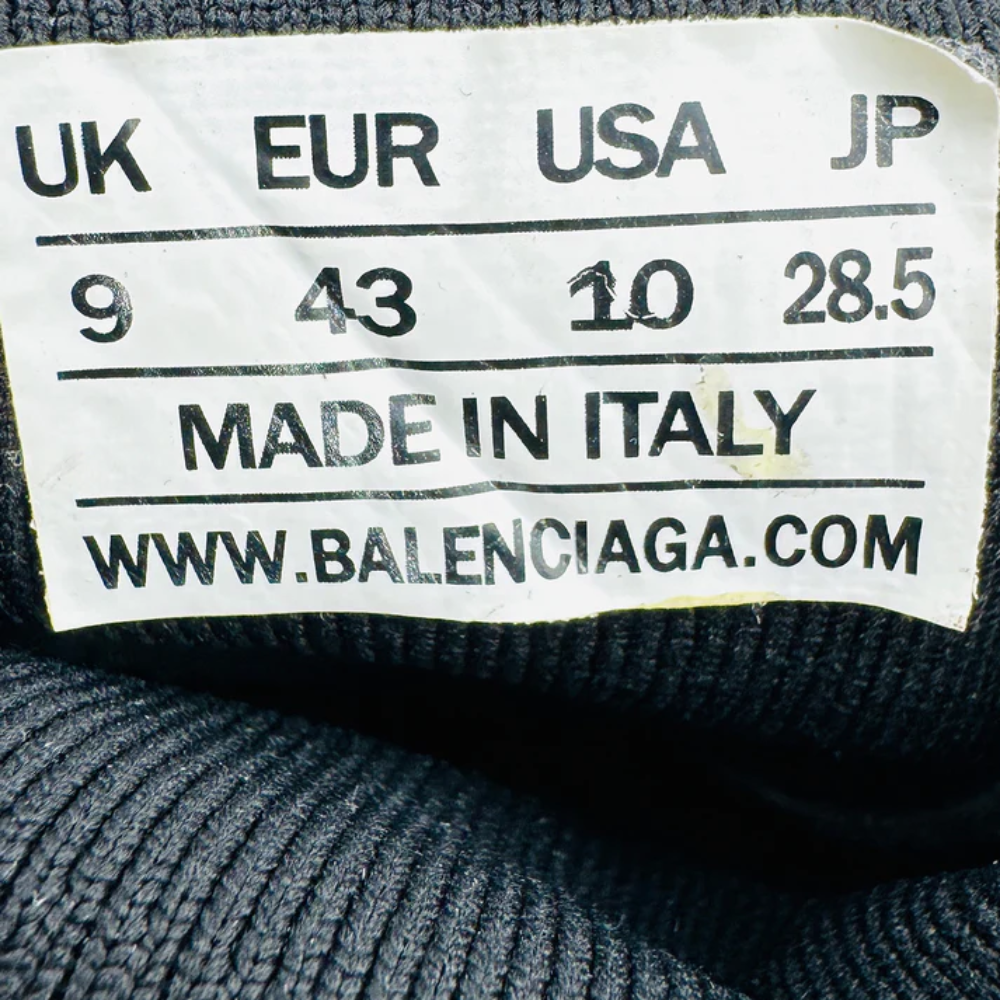 UK EUR USA JP
9 43 10 28.5
MADE IN ITALY
WWW.BALENCIAGA.COM